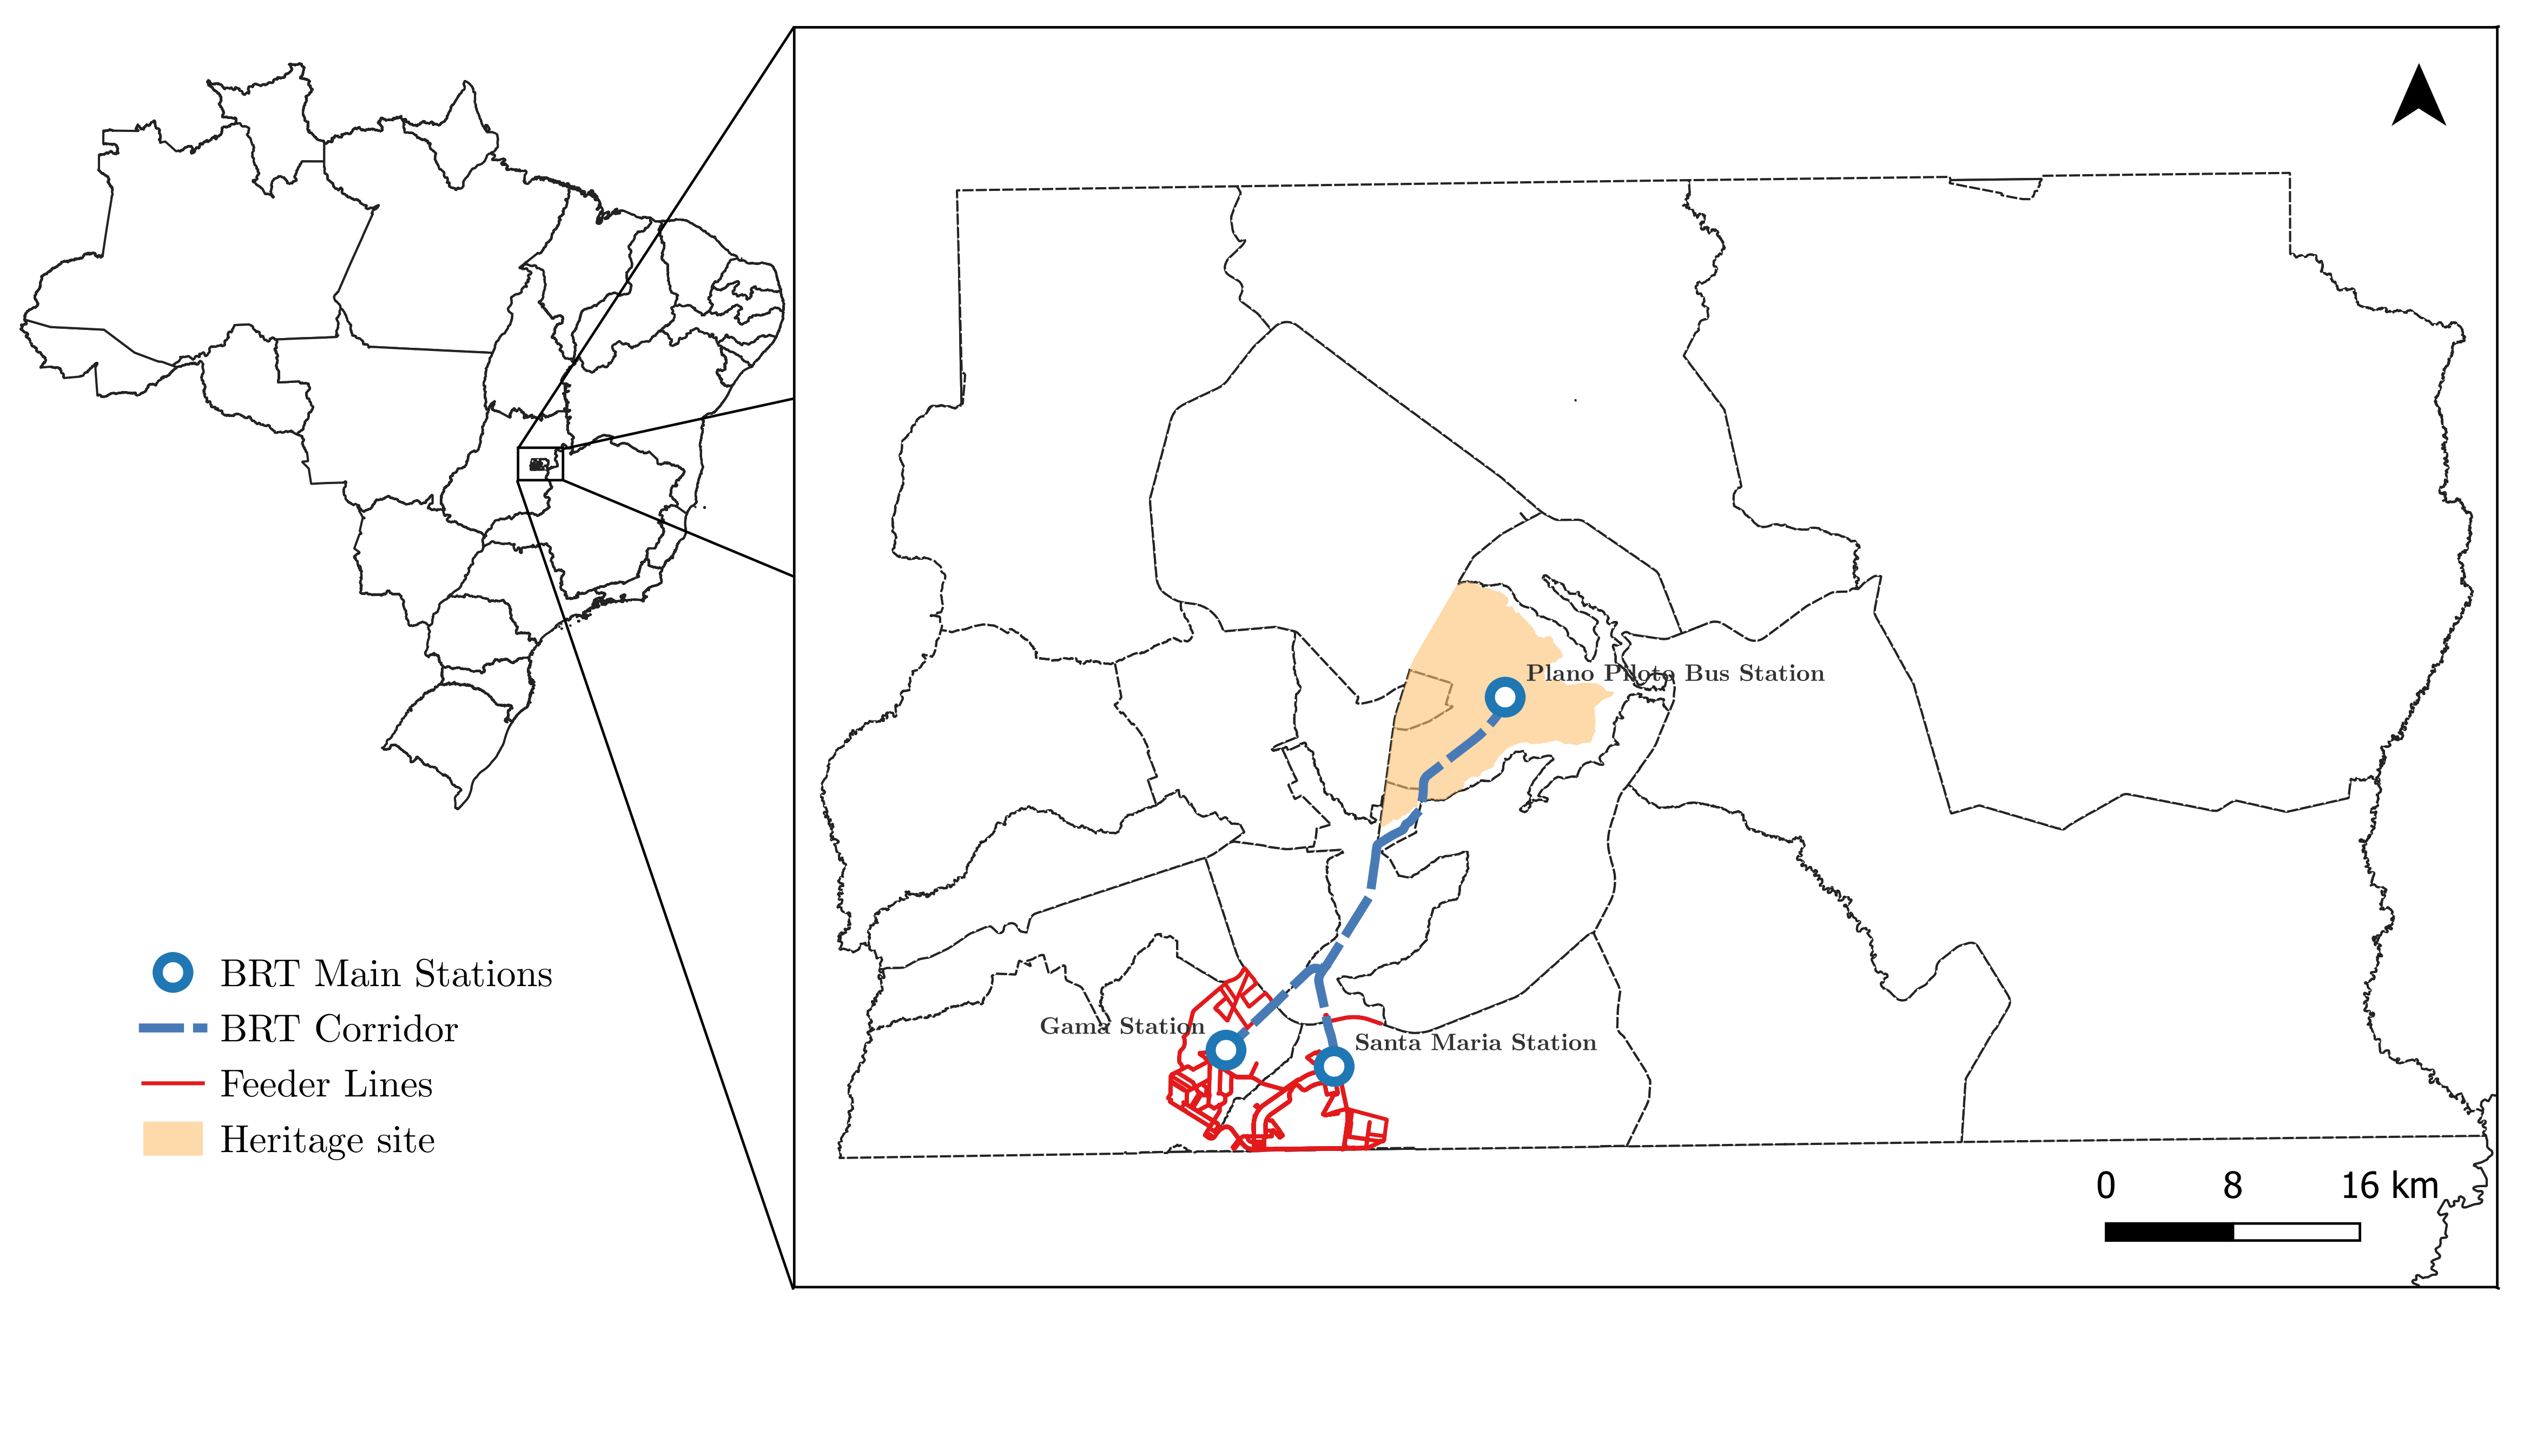 Plano Piloto Bus Station
Gama Station
Santa Maria Station
BRT Main Stations
BRT Corridor
Feeder Lines
Heritage site
0 8 16 km